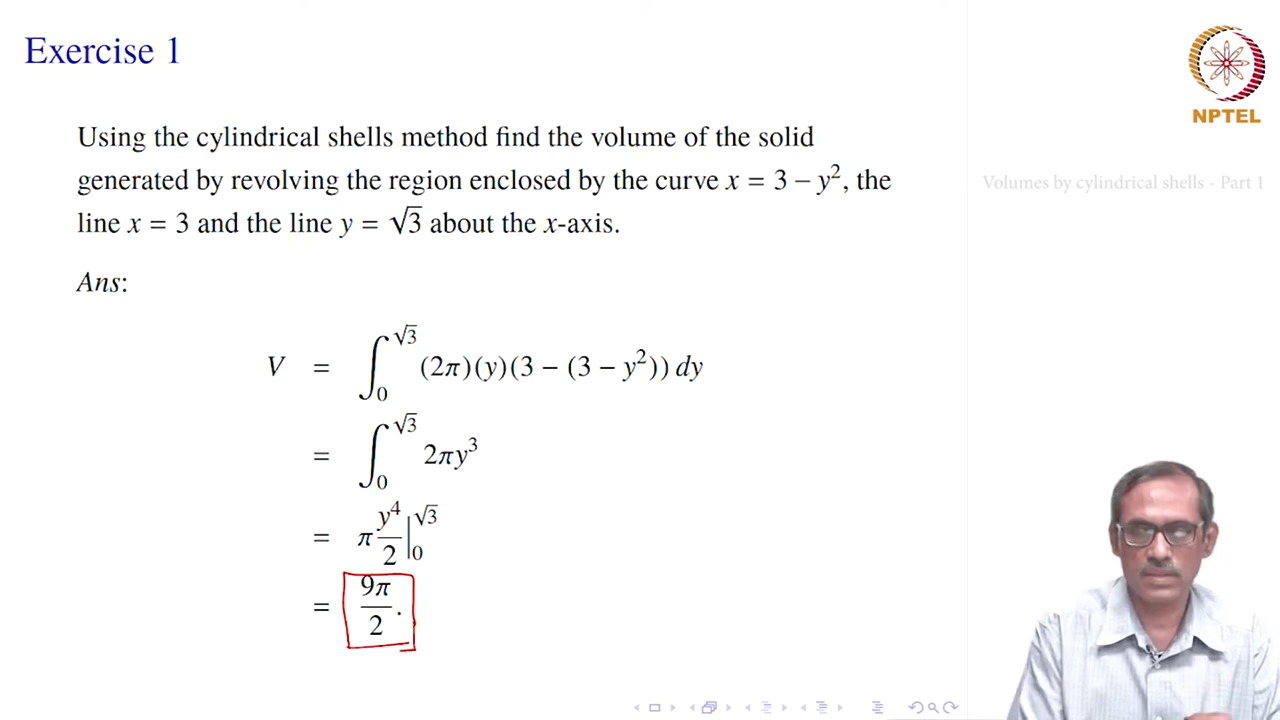 Exercise 1
NPTEL
Using the cylindrical shells method find the volume of the solid
generated by revolving the region enclosed by the curve x = 3 − y², the
line x = 3 and the line y = √3 about the x-axis.
Volumes by cylindrical shells - Part 1
Ans:
V = ∫₀^√3 (2π)(y)(3 − (3 − y²)) dy
= ∫₀^√3 2πy³
= π y⁴/2 |₀^√3
= 9π/2.